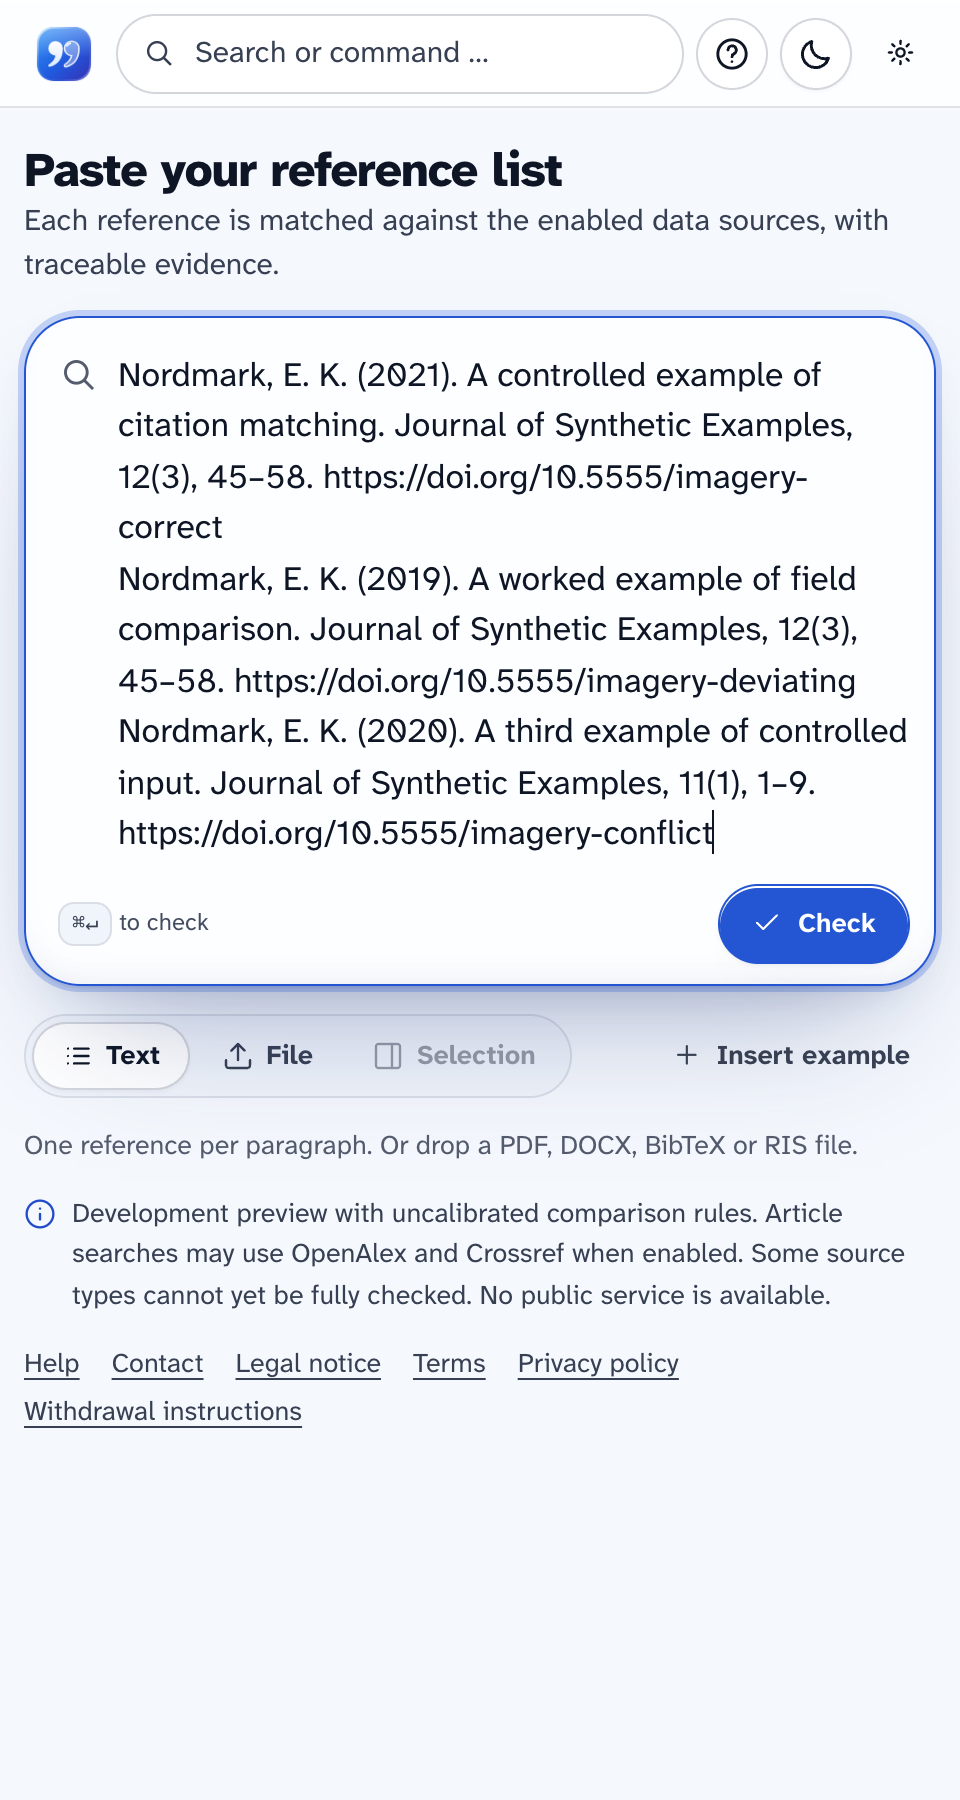 Search or command ...
Paste your reference list
Each reference is matched against the enabled data sources, with
traceable evidence.
Nordmark, E. K. (2021). A controlled example of
citation matching. Journal of Synthetic Examples,
12(3), 45–58. https://doi.org/10.5555/imagery-
correct
Nordmark, E. K. (2019). A worked example of field
comparison. Journal of Synthetic Examples, 12(3),
45–58. https://doi.org/10.5555/imagery-deviating
Nordmark, E. K. (2020). A third example of controlled
input. Journal of Synthetic Examples, 11(1), 1–9.
https://doi.org/10.5555/imagery-conflict
⌘↵ to check
Check
Text File Selection Insert example
One reference per paragraph. Or drop a PDF, DOCX, BibTeX or RIS file.
Development preview with uncalibrated comparison rules. Article
searches may use OpenAlex and Crossref when enabled. Some source
types cannot yet be fully checked. No public service is available.
Help Contact Legal notice Terms Privacy policy
Withdrawal instructions